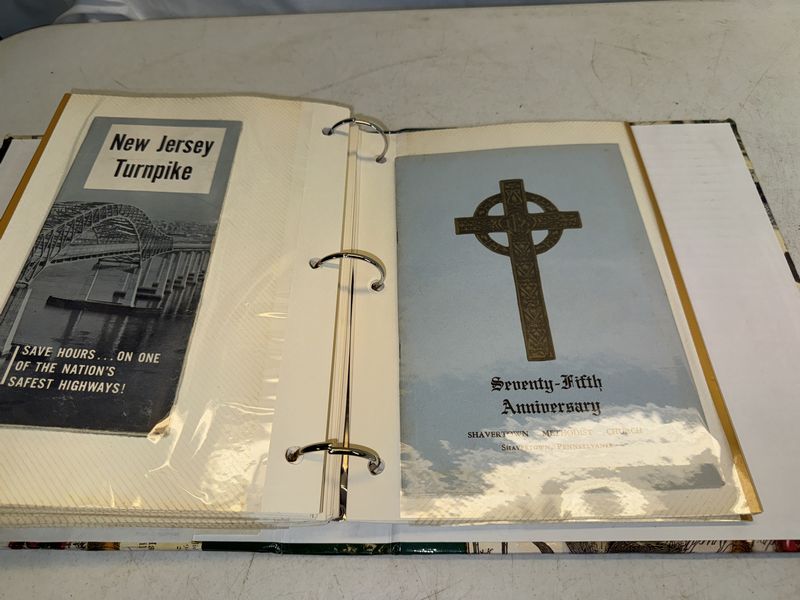 New Jersey
Turnpike
SAVE HOURS... ON ONE
OF THE NATION'S
SAFEST HIGHWAYS!
Seventy-Fifth
Anniversary
SHAVERTOWN METHODIST CHURCH
SHAVERTOWN, PENNSYLVANIA